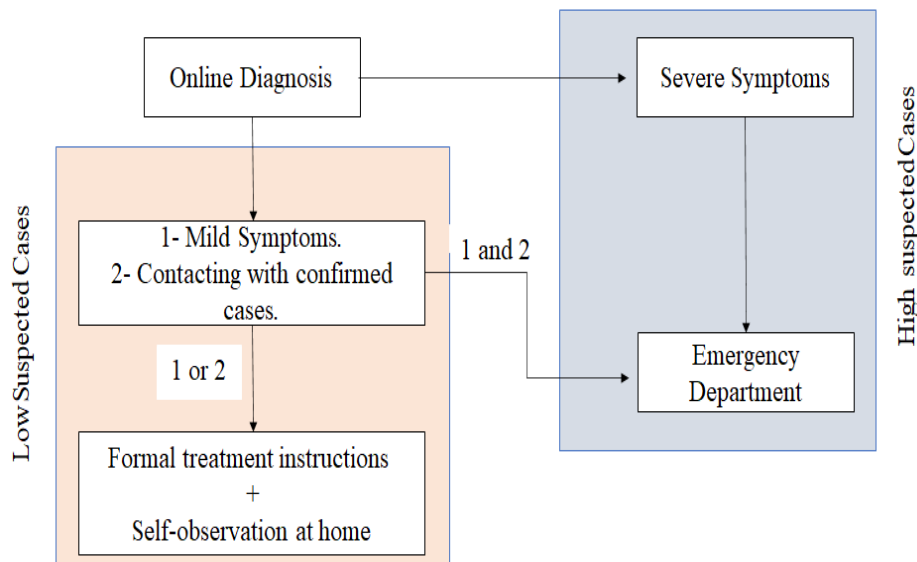 Online Diagnosis
Severe Symptoms
Low Suspected Cases
1- Mild Symptoms.
2- Contacting with confirmed
cases.
1 and 2
High suspected Cases
1 or 2
Emergency
Department
Formal treatment instructions
+
Self-observation at home